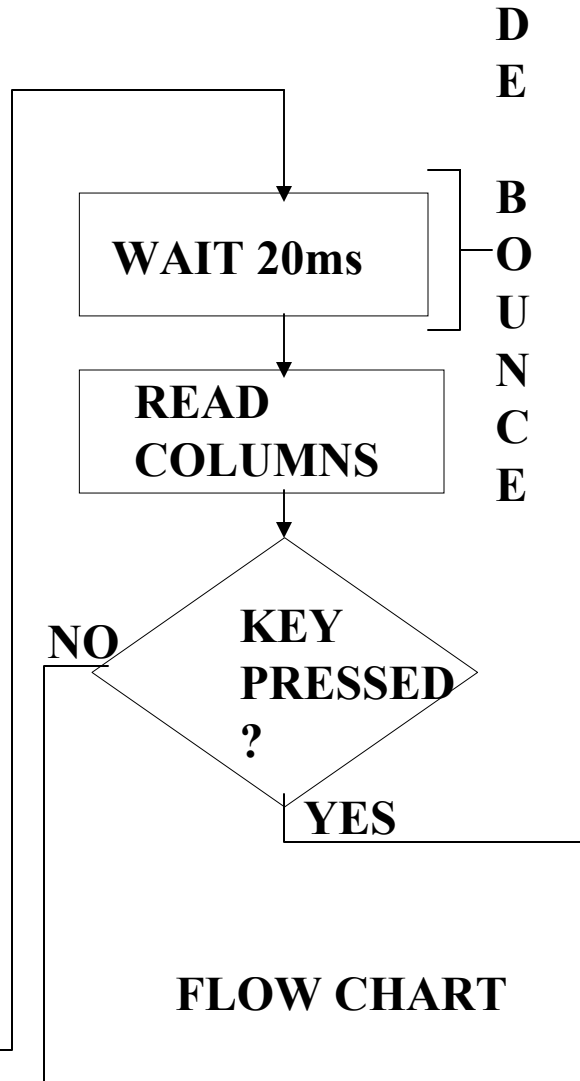 D
E
B
O
U
N
C
E
WAIT 20ms
READ
COLUMNS
NO
KEY
PRESSED
?
YES
FLOW CHART